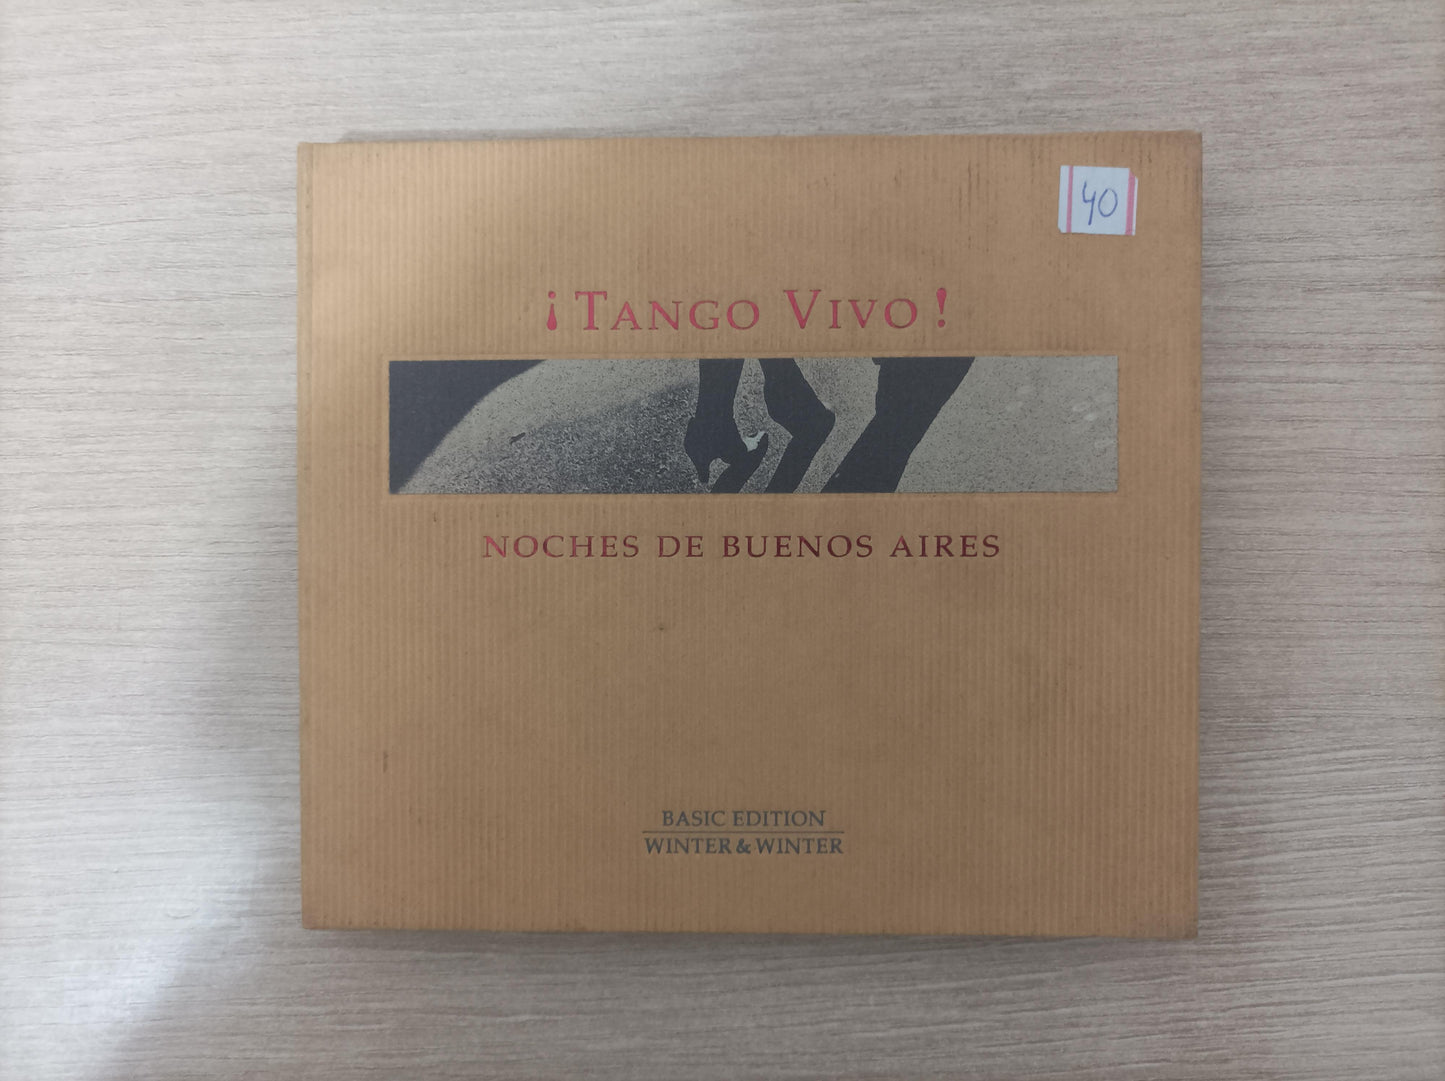 40
¡TANGO VIVO!
NOCHES DE BUENOS AIRES
BASIC EDITION
WINTER & WINTER